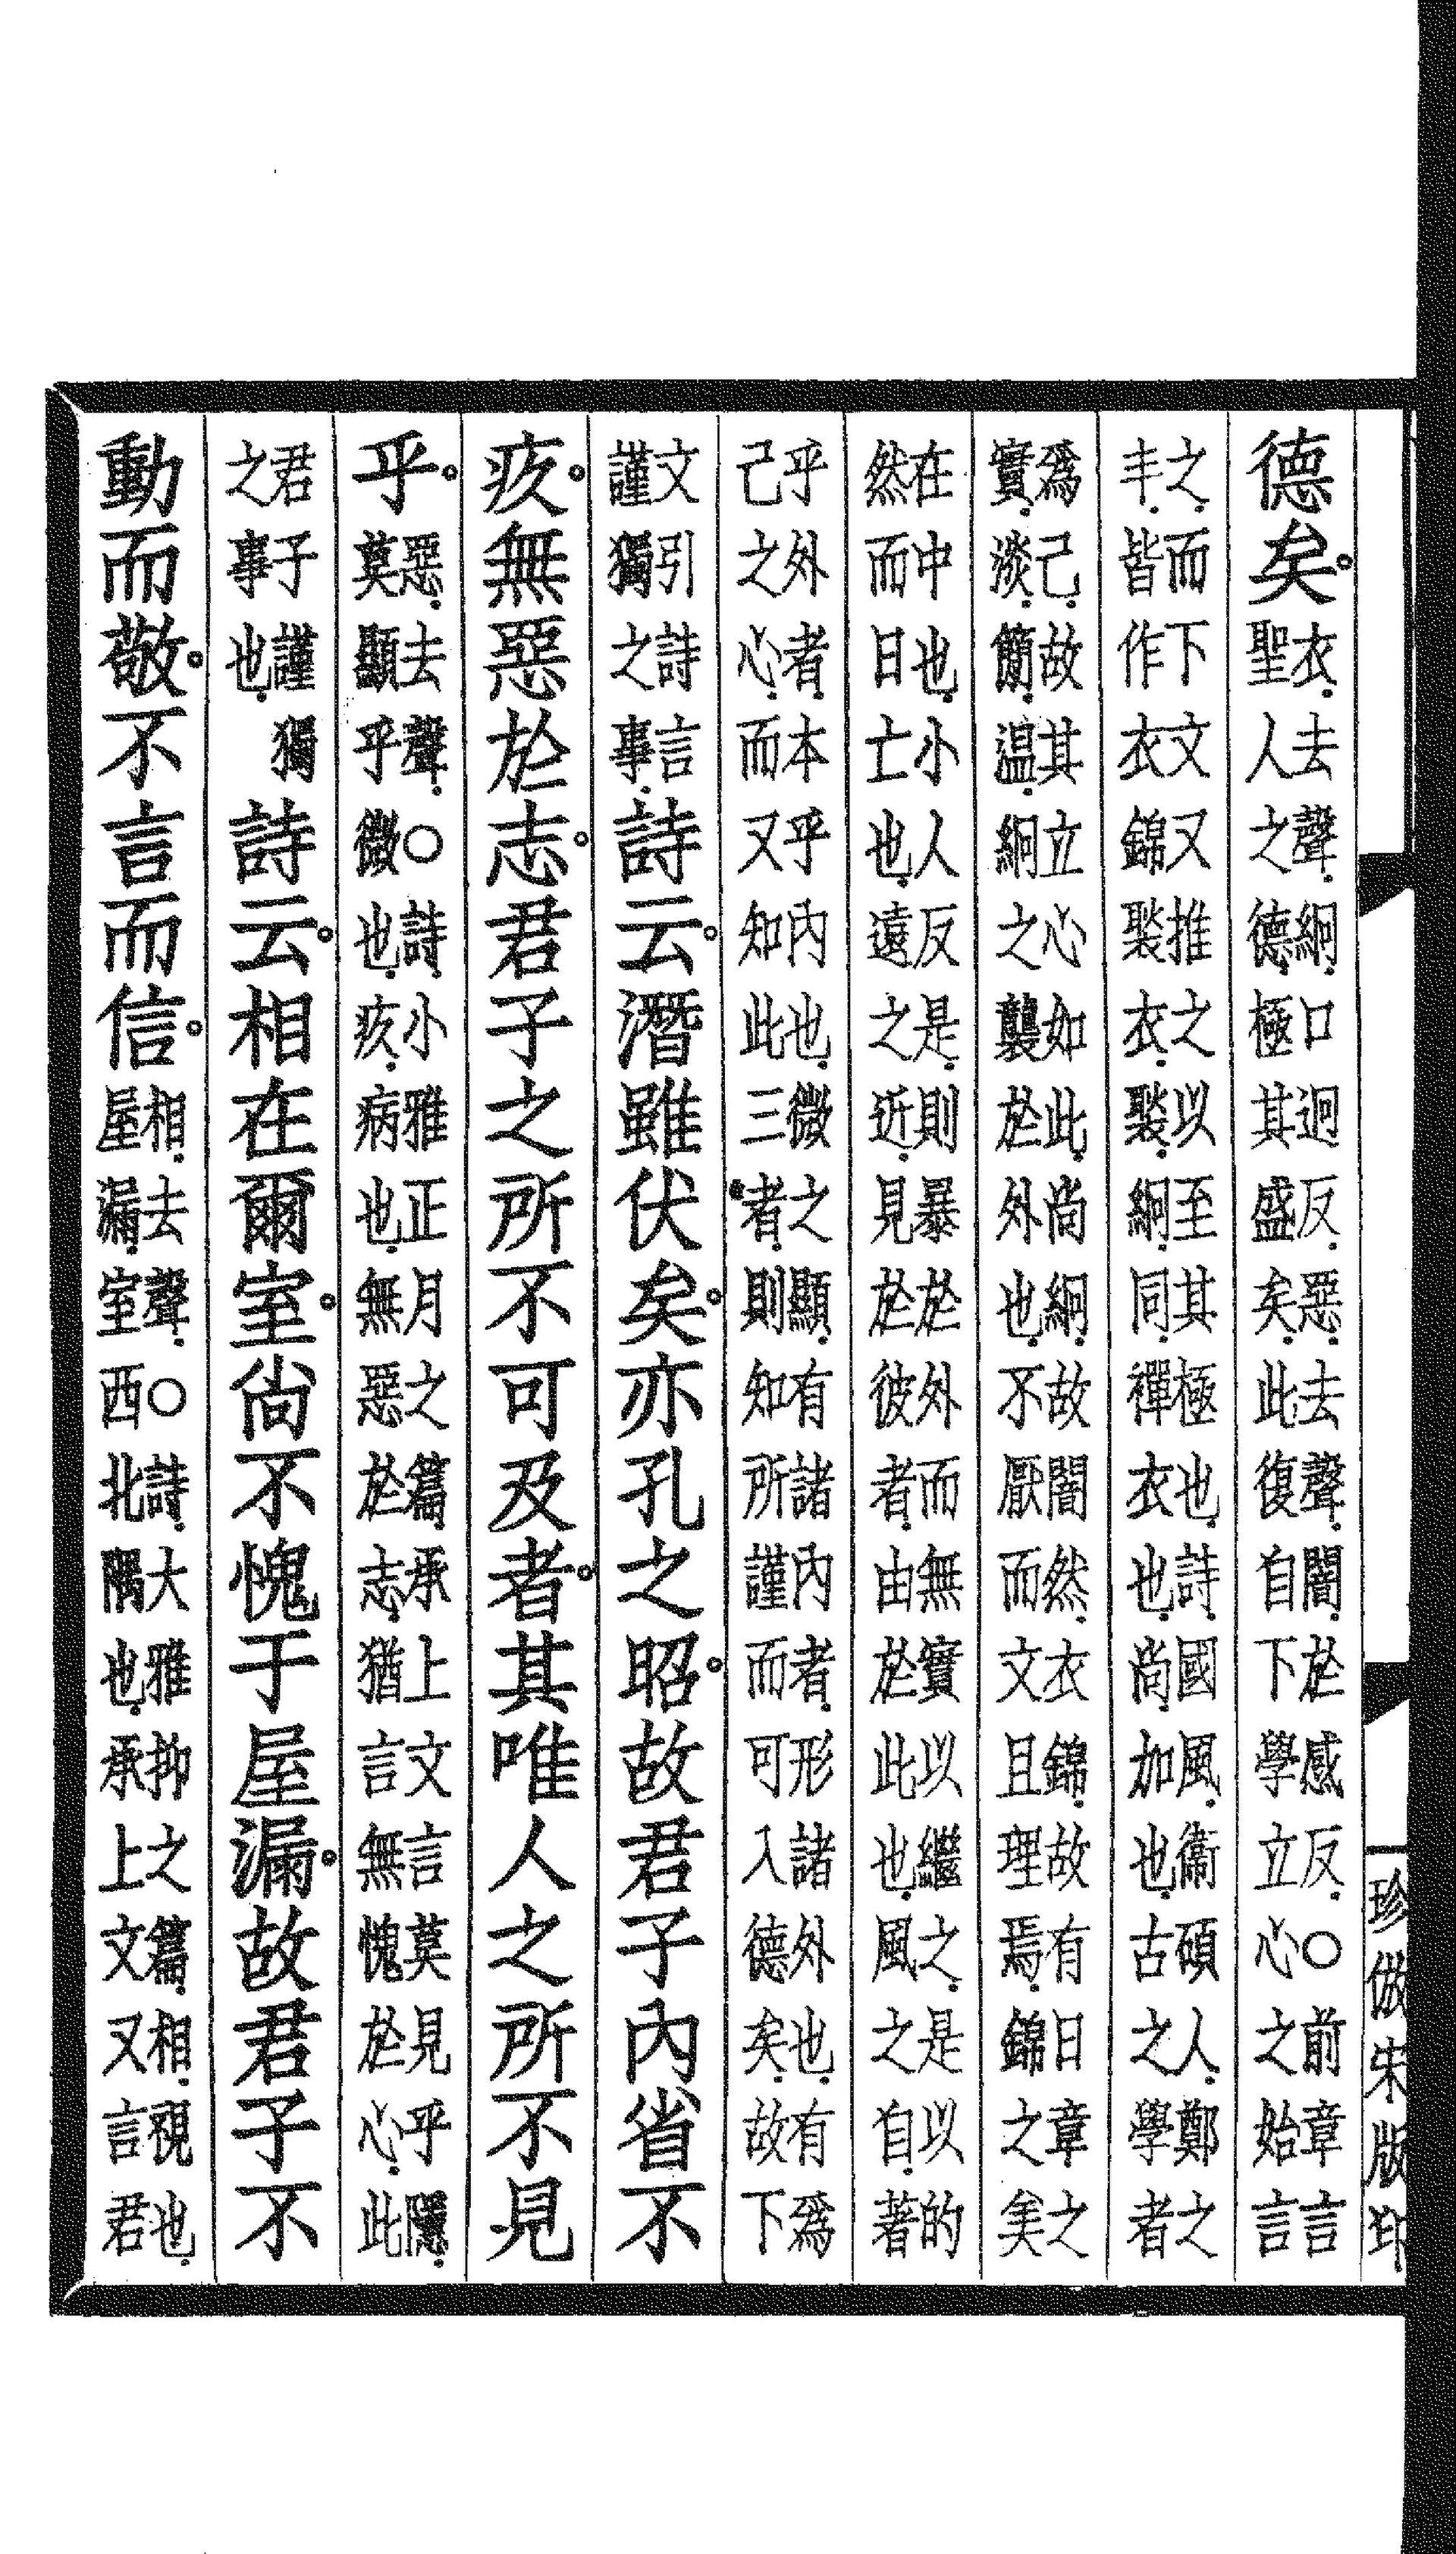 德矣。衣去聲。絅口迥反。惡去聲。闇於感反。○前章言
聖人之德極其盛矣。此復自下學立心之始言
之。而下文又推之以至其極也。詩國風。衛碩人。鄭之
丰。皆作衣錦褧衣。褧。絅同。襌衣也。尚。加也。古之學者
爲己。故其立心如此。尚絅。故闇然。衣錦。故有日章之
實。淡。簡。温。絅之襲於外也。不厭而文且理焉。錦之美
在中也。小人反是。則暴於外而無實以繼之。是以的
然而日亡也。遠之近。見於彼者。由於此也。風之自。著
乎外者。本乎內也。微之顯。有諸內者。形諸外也。有爲
己之心。而又知此三者。則知所謹而可入德矣。故下
文引詩言
謹獨之事。
詩云。潛雖伏矣。亦孔之昭。故君子內省不
疚。無惡於志。君子之所不可及者。其唯人之所不見
乎。
惡。去聲。○詩。小雅正月之篇。承上文言莫見乎隱。
莫顯乎微也。疚。病也。無惡於志。猶言無愧於心。此
君子謹獨
之事也。
詩云。相在爾室。尙不愧于屋漏。故君子不
動而敬。不言而信。
相。去聲。○詩。大雅抑之篇。相。視也。
屋漏。室西北隅也。承上文又言君
珍倣宋版印